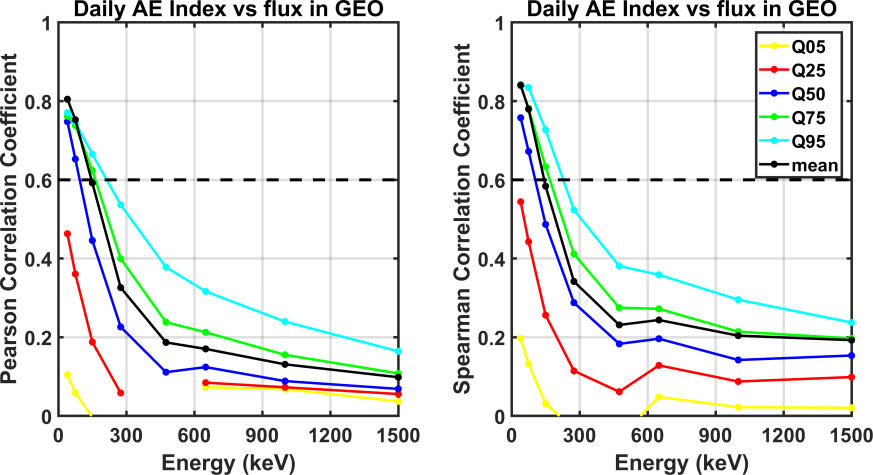 Daily AE Index vs flux in GEO
Pearson Correlation Coefficient
1
0.8
0.6
0.4
0.2
0
0 300 600 900 1200 1500
Energy (keV)
Daily AE Index vs flux in GEO
Spearman Correlation Coefficient
1
0.8
0.6
0.4
0.2
0
0 300 600 900 1200 1500
Energy (keV)
Q05
Q25
Q50
Q75
Q95
mean